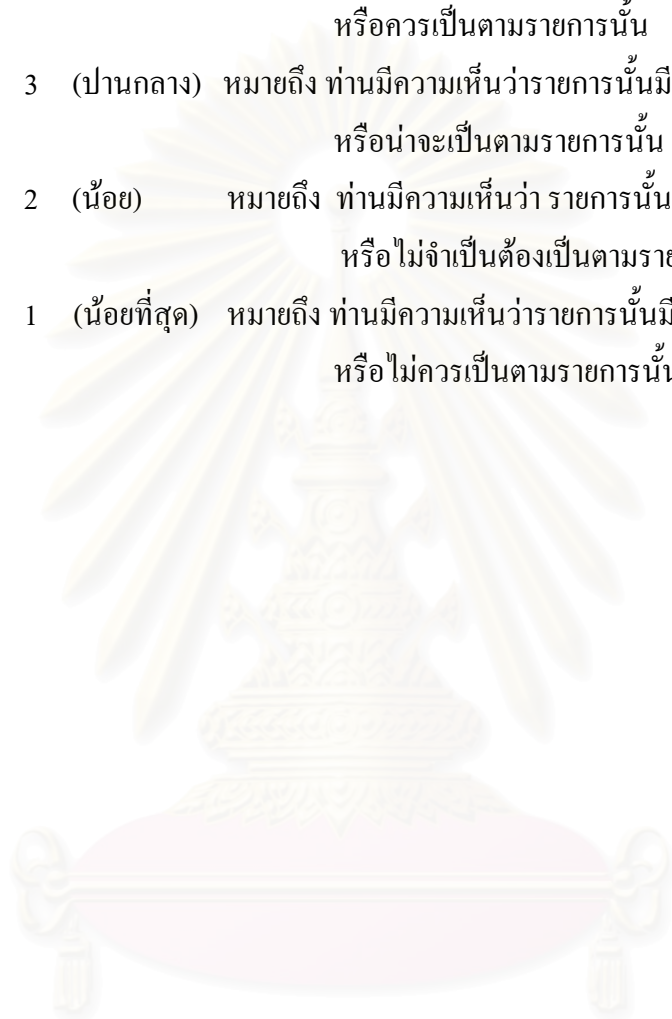 หรือควรเป็นตามรายการนั้น
3 (ปานกลาง) หมายถึง ท่านมีความเห็นว่ารายการนั้นมี
หรือน่าจะเป็นตามรายการนั้น
2 (น้อย) หมายถึง ท่านมีความเห็นว่า รายการนั้น
หรือไม่จำเป็นต้องเป็นตามราย
1 (น้อยที่สุด) หมายถึง ท่านมีความเห็นว่ารายการนั้นมี
หรือไม่ควรเป็นตามรายการนั้น